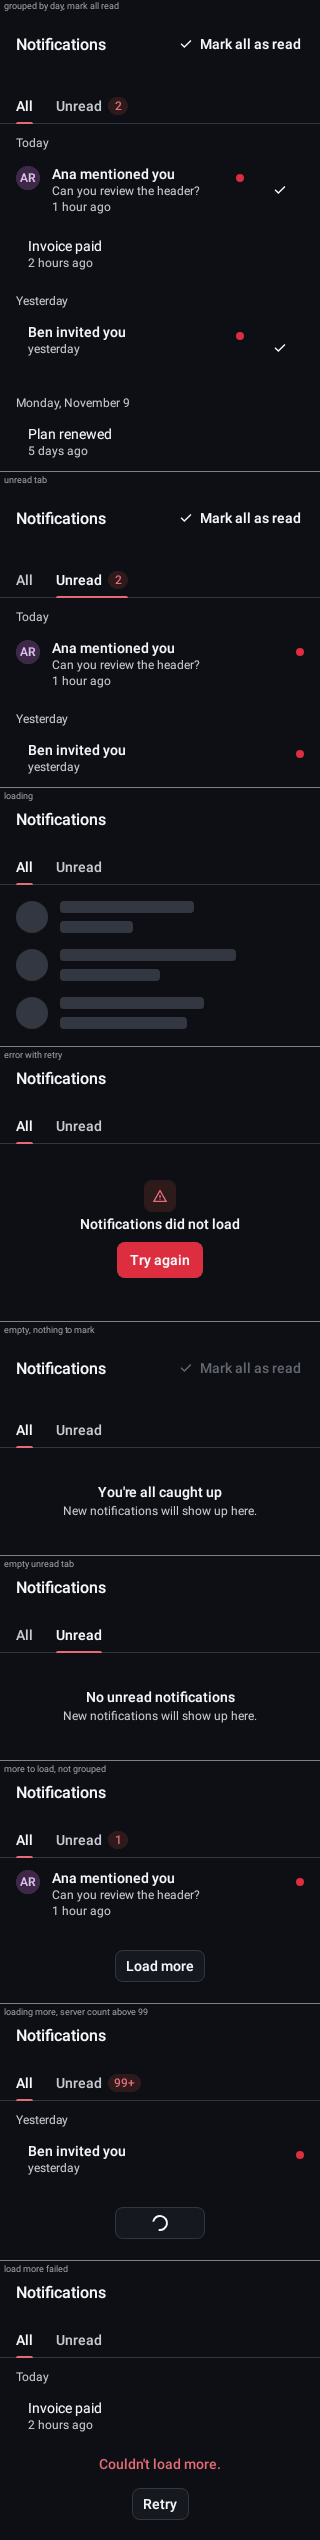 grouped by day, mark all read
Notifications
Mark all as read
All
Unread
2
Today
AR
Ana mentioned you
Can you review the header?
1 hour ago
Invoice paid
2 hours ago
Yesterday
Ben invited you
yesterday
Monday, November 9
Plan renewed
5 days ago
unread tab
Notifications
Mark all as read
All
Unread
2
Today
AR
Ana mentioned you
Can you review the header?
1 hour ago
Yesterday
Ben invited you
yesterday
loading
Notifications
All
Unread
error with retry
Notifications
All
Unread
Notifications did not load
Try again
empty, nothing to mark
Notifications
Mark all as read
All
Unread
You're all caught up
New notifications will show up here.
empty unread tab
Notifications
All
Unread
No unread notifications
New notifications will show up here.
more to load, not grouped
Notifications
All
Unread
1
AR
Ana mentioned you
Can you review the header?
1 hour ago
Load more
loading more, server count above 99
Notifications
All
Unread
99+
Yesterday
Ben invited you
yesterday
load more failed
Notifications
All
Unread
Today
Invoice paid
2 hours ago
Couldn't load more.
Retry